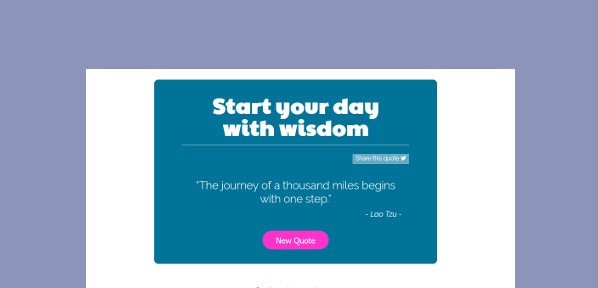 Start your day
with wisdom
Share this quote
"The journey of a thousand miles begins
with one step."
- Lao Tzu -
New Quote